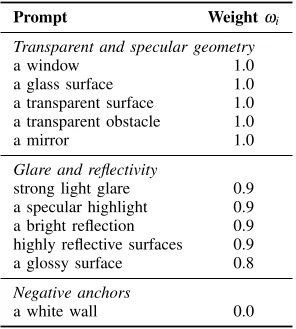 Prompt Weight ωi
Transparent and specular geometry
a window 1.0
a glass surface 1.0
a transparent surface 1.0
a transparent obstacle 1.0
a mirror 1.0
Glare and reflectivity
strong light glare 0.9
a specular highlight 0.9
a bright reflection 0.9
highly reflective surfaces 0.9
a glossy surface 0.8
Negative anchors
a white wall 0.0